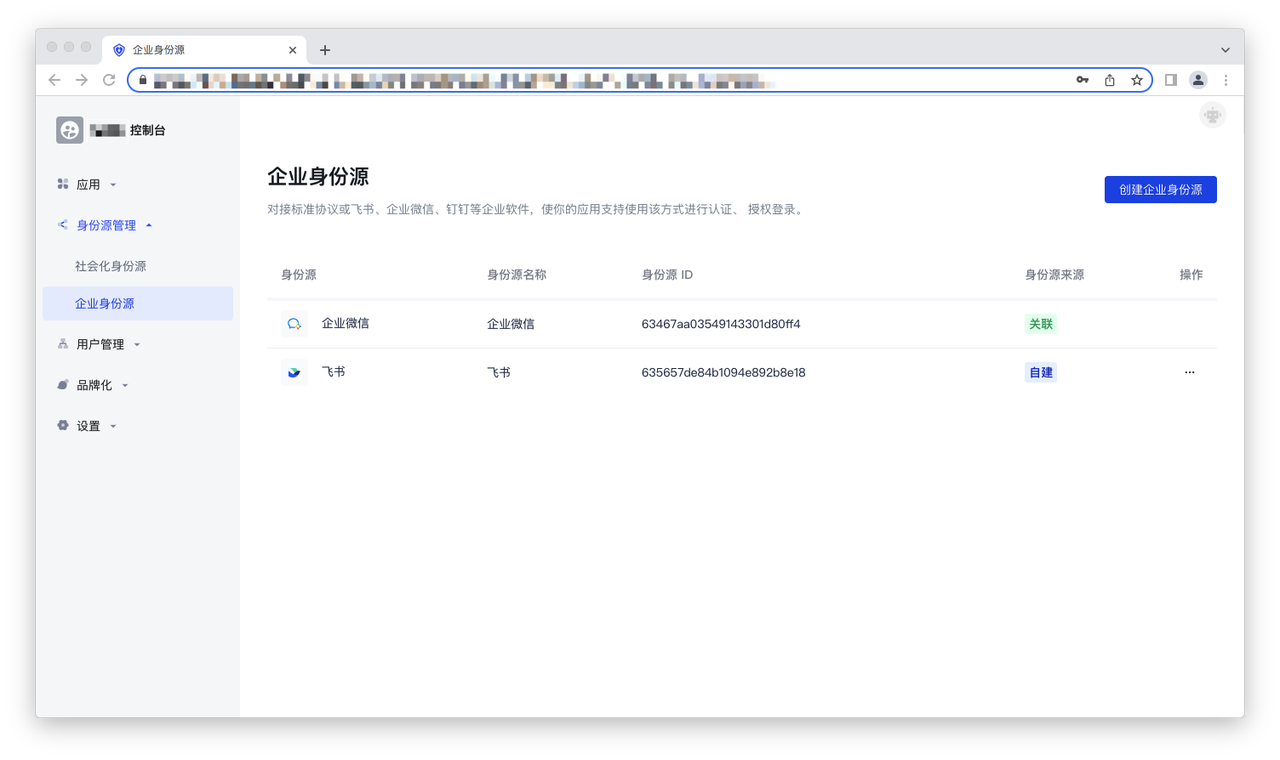 企业身份源
控制台
应用
身份源管理
社会化身份源
企业身份源
用户管理
品牌化
设置
企业身份源
创建企业身份源
对接标准协议或飞书、企业微信、钉钉等企业软件，使你的应用支持使用该方式进行认证、 授权登录。
身份源 身份源名称 身份源 ID 身份源来源 操作
企业微信 企业微信 63467aa03549143301d80ff4 关联
飞书 飞书 635657de84b1094e892b8e18 自建 ···